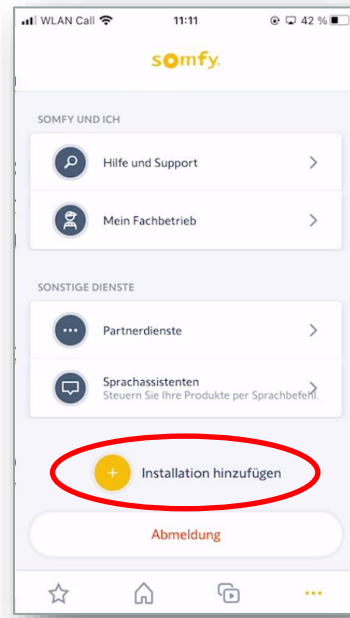 WLAN Call 11:11 42 %
somfy.
SOMFY UND ICH
Hilfe und Support
Mein Fachbetrieb
SONSTIGE DIENSTE
Partnerdienste
Sprachassistenten
Steuern Sie Ihre Produkte per Sprachbefehl.
Installation hinzufügen
Abmeldung